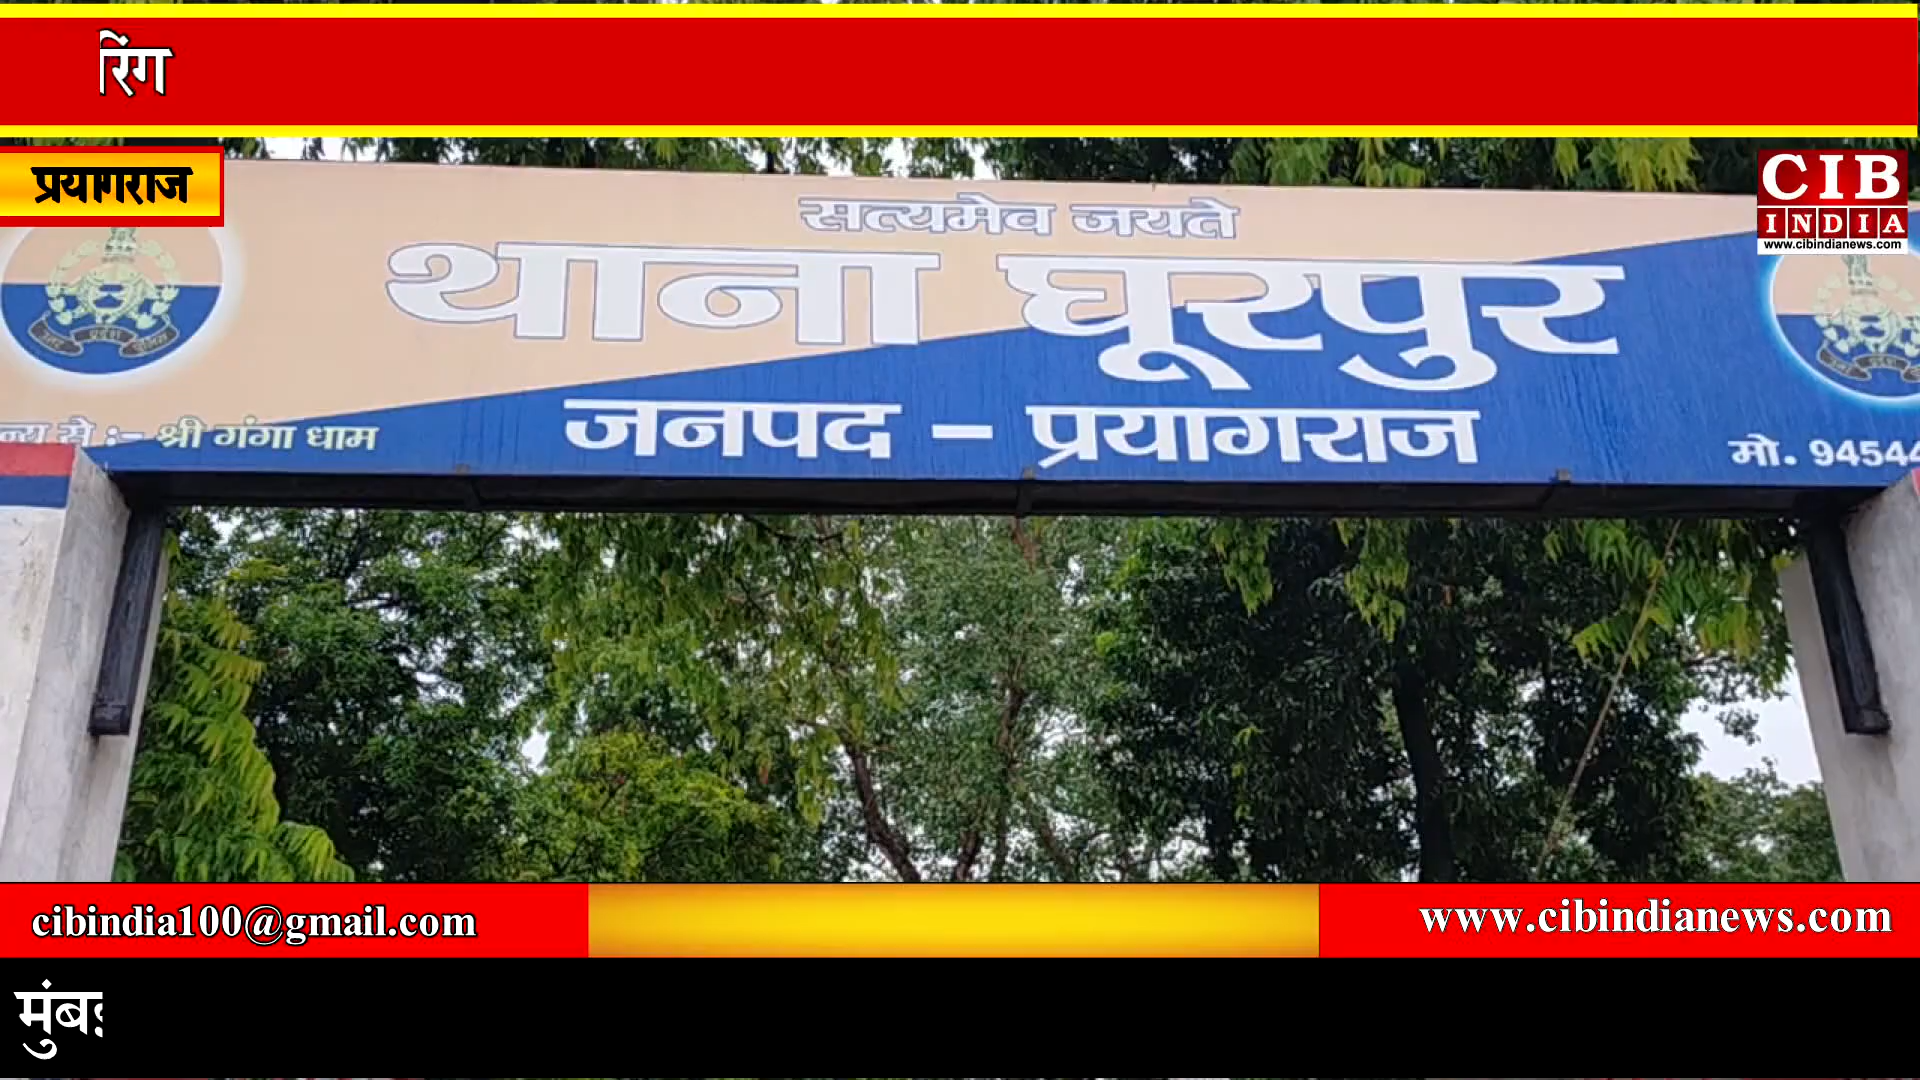 रिंग
प्रयागराज
CIB
INDIA
www.cibindianews.com
सत्यमेव जयते
थाना घूरपुर
जनपद – प्रयागराज
से :- श्री गंगा धाम
मो. 94544
cibindia100@gmail.com
www.cibindianews.com